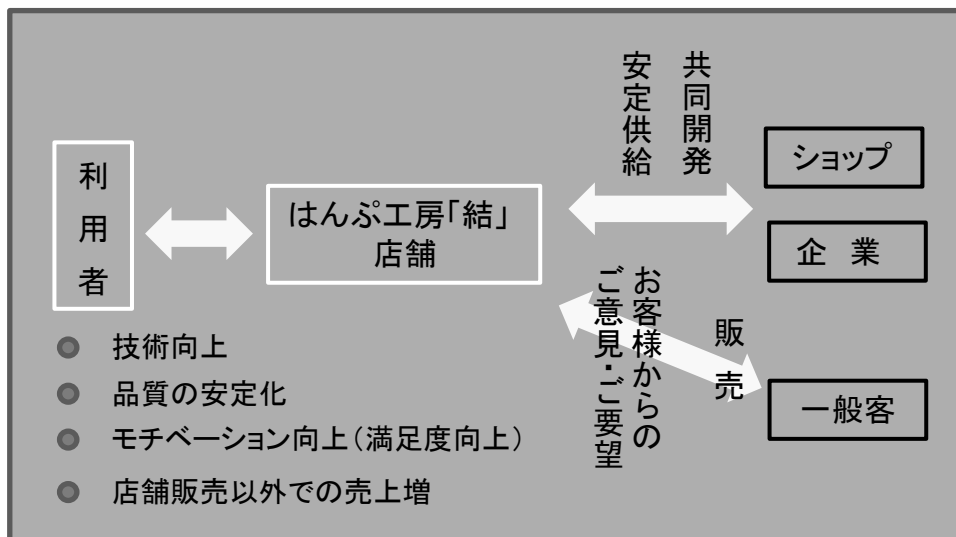 共同開発
安定供給
ショップ
利用者
はんぷ工房「結」
店舗
企　業
お客様からの
ご意見・ご要望
販売
一般客
技術向上
品質の安定化
モチベーション向上(満足度向上)
店舗販売以外での売上増